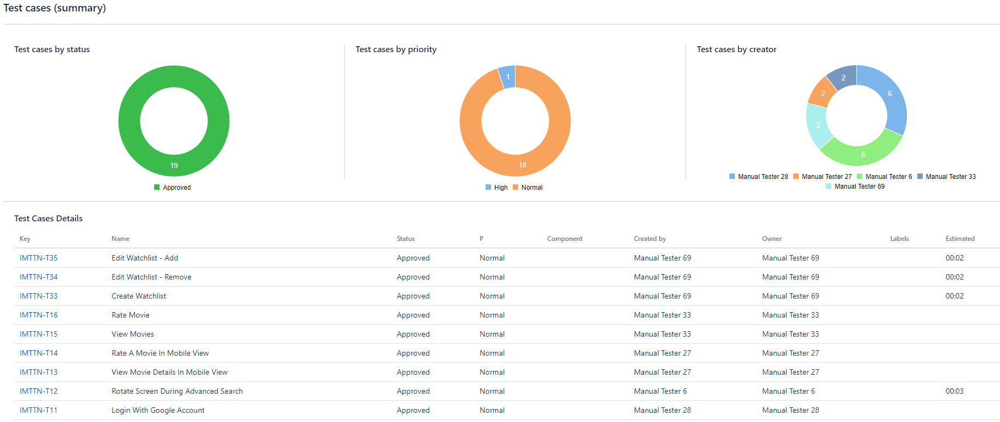 Test cases (summary)
Test cases by status
19
Approved
Test cases by priority
1
18
High Normal
Test cases by creator
2
6
2
3
6
Manual Tester 28 Manual Tester 27 Manual Tester 6 Manual Tester 33
Manual Tester 69
Test Cases Details
Key Name Status P Component Created by Owner Labels Estimated
IMTTN-T35 Edit Watchlist - Add Approved Normal Manual Tester 69 Manual Tester 69 00:02
IMTTN-T34 Edit Watchlist - Remove Approved Normal Manual Tester 69 Manual Tester 69 00:02
IMTTN-T33 Create Watchlist Approved Normal Manual Tester 69 Manual Tester 69 00:02
IMTTN-T16 Rate Movie Approved Normal Manual Tester 33 Manual Tester 33
IMTTN-T15 View Movies Approved Normal Manual Tester 33 Manual Tester 33
IMTTN-T14 Rate A Movie In Mobile View Approved Normal Manual Tester 27 Manual Tester 27
IMTTN-T13 View Movie Details In Mobile View Approved Normal Manual Tester 27 Manual Tester 27
IMTTN-T12 Rotate Screen During Advanced Search Approved Normal Manual Tester 6 Manual Tester 6 00:03
IMTTN-T11 Login With Google Account Approved Normal Manual Tester 28 Manual Tester 28